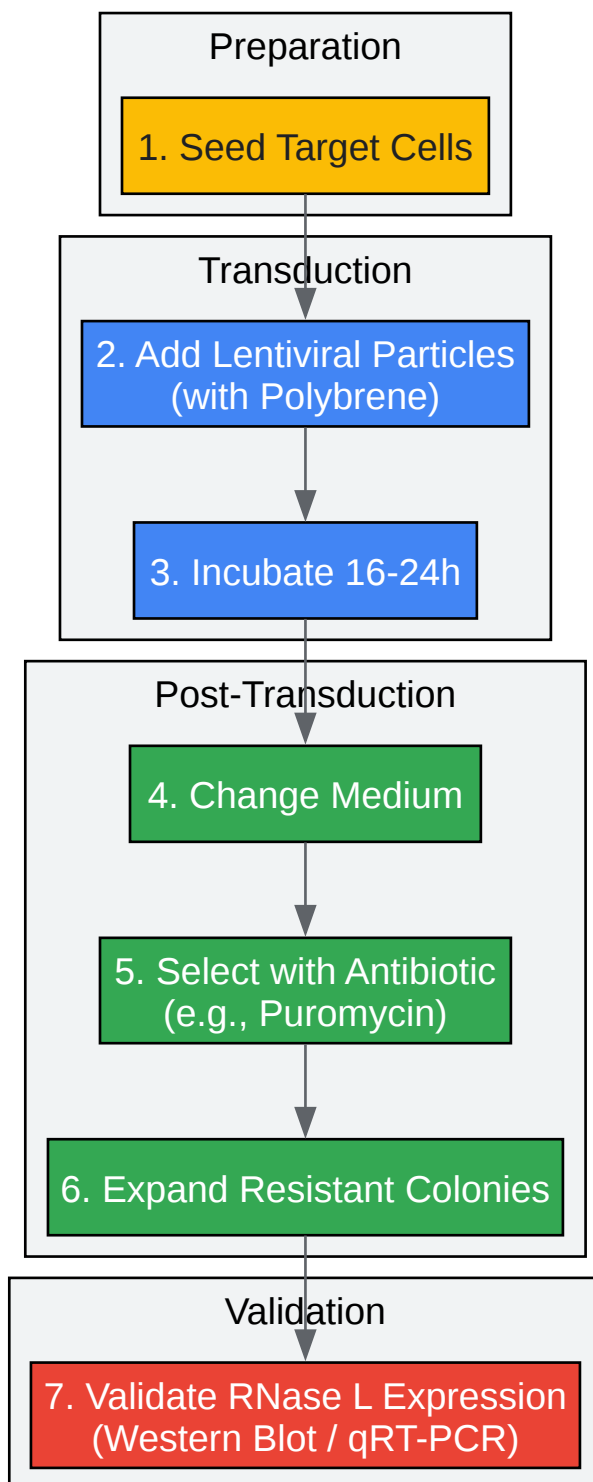 Preparation
1. Seed Target Cells
Transduction
2. Add Lentiviral Particles
(with Polybrene)
3. Incubate 16-24h
Post-Transduction
4. Change Medium
5. Select with Antibiotic
(e.g., Puromycin)
6. Expand Resistant Colonies
Validation
7. Validate RNase L Expression
(Western Blot / qRT-PCR)